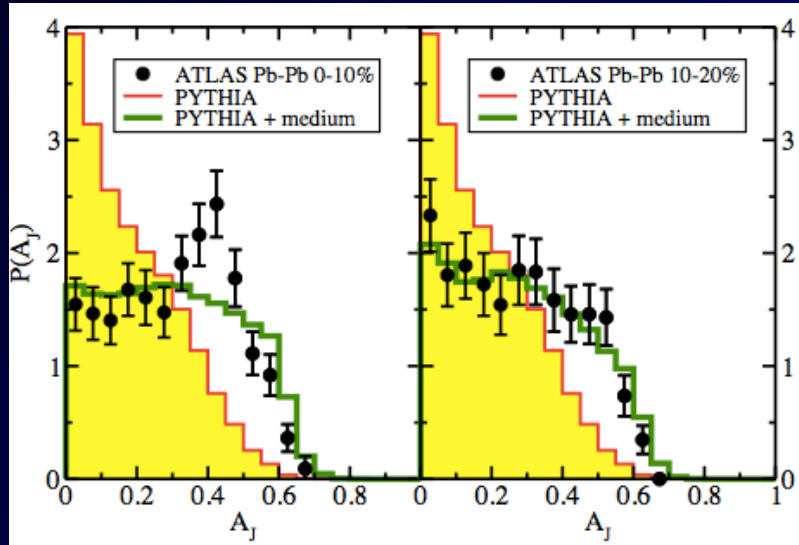 4
3
2
1
0
P(A_J)
ATLAS Pb-Pb 0-10%
PYTHIA
PYTHIA + medium
0 0.2 0.4 0.6 0.8
A_J
ATLAS Pb-Pb 10-20%
PYTHIA
PYTHIA + medium
0 0.2 0.4 0.6 0.8 1
A_J
4
3
2
1
0